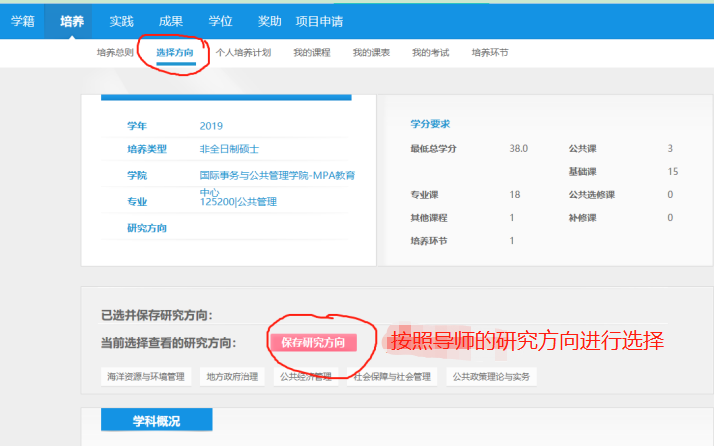 学籍 培养 实践 成果 学位 奖助 项目申请
培养总则 选择方向 个人培养计划 我的课程 我的课表 我的考试 培养环节
学年 2019
培养类型 非全日制硕士
学院 国际事务与公共管理学院-MPA教育
中心
专业 125200|公共管理
研究方向
学分要求
最低总学分 38.0 公共课 3
基础课 15
专业课 18 公共选修课 0
其他课程 1 补修课 0
培养环节 1
已选并保存研究方向：
当前选择查看的研究方向： 保存研究方向 按照导师的研究方向进行选择
海洋资源与环境管理 地方政府治理 公共经济管理 社会保障与社会管理 公共政策理论与实务
学科概况